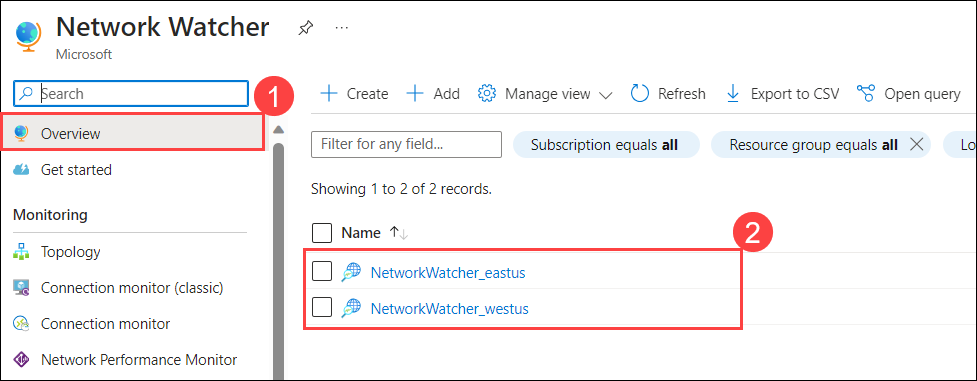 Network Watcher
Microsoft
Search
1
Overview
Get started
Monitoring
Topology
Connection monitor (classic)
Connection monitor
Network Performance Monitor
Create Add Manage view Refresh Export to CSV Open query
Filter for any field... Subscription equals all Resource group equals all Lo
Showing 1 to 2 of 2 records.
Name ↑↓
2
NetworkWatcher_eastus
NetworkWatcher_westus